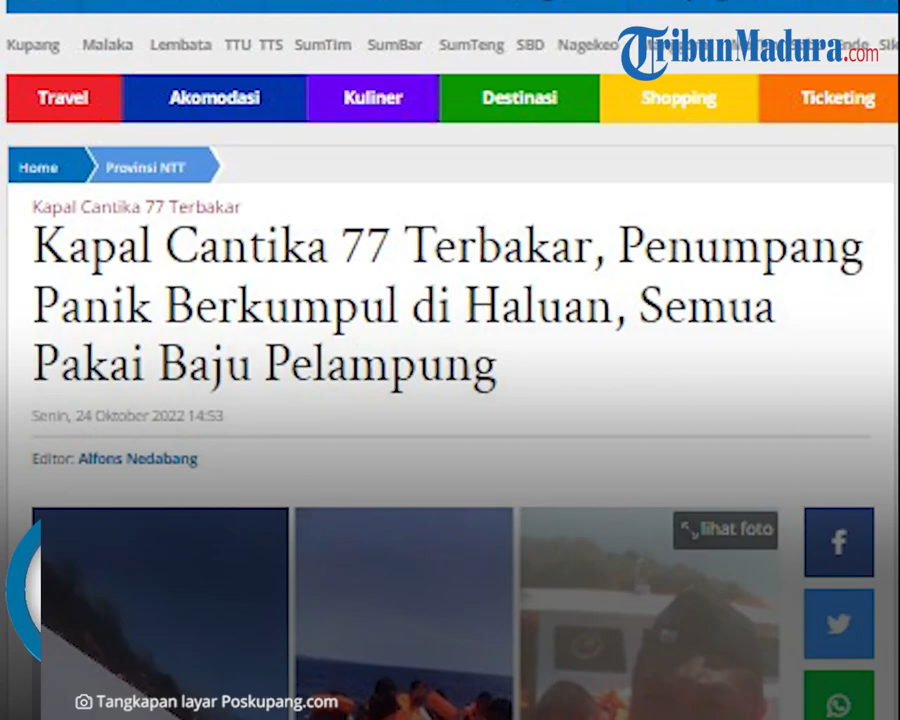 Kupang Malaka Lembata TTU TTS SumTim SumBar SumTeng SBD Nagekeo
TribunMadura.com
Travel Akomodasi Kuliner Destinasi Shopping Ticketing
Home Provinsi NTT
Kapal Cantika 77 Terbakar
Kapal Cantika 77 Terbakar, Penumpang
Panik Berkumpul di Haluan, Semua
Pakai Baju Pelampung
Senin, 24 Oktober 2022 14:53
Editor: Alfons Nedabang
lihat foto
Tangkapan layar Poskupang.com